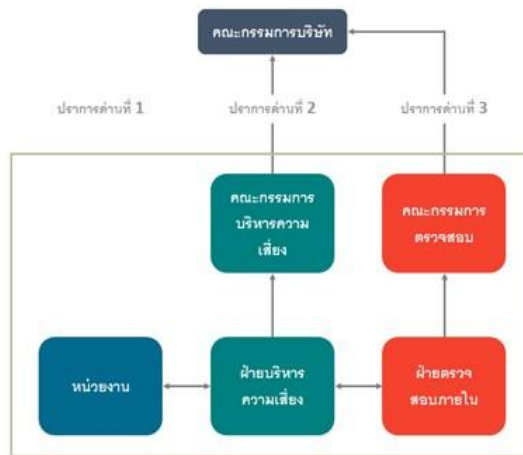 คณะกรรมการบริษัท
ปราการด่านที่ 1
ปราการด่านที่ 2
ปราการด่านที่ 3
คณะกรรมการ
บริหารความ
เสี่ยง
คณะกรรมการ
ตรวจสอบ
หน่วยงาน
ฝ่ายบริหาร
ความเสี่ยง
ฝ่ายตรวจ
สอบภายใน